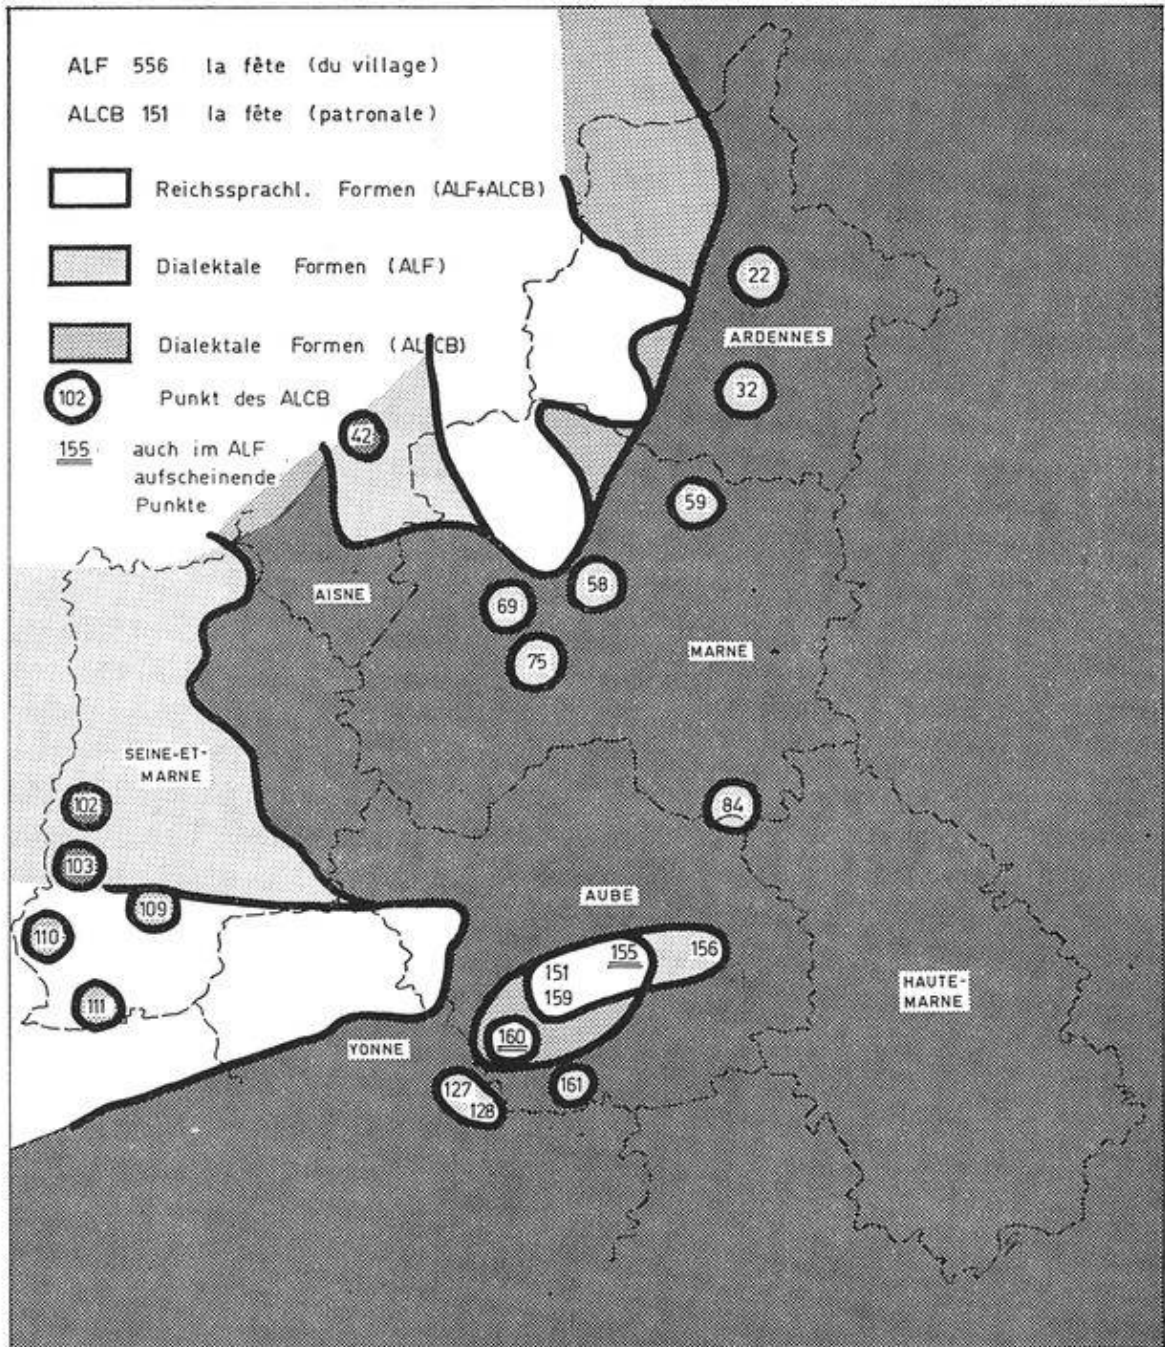 ALF 556 la fête (du village)
ALCB 151 la fête (patronale)
Reichssprachl. Formen (ALF+ALCB)
Dialektale Formen (ALF)
Dialektale Formen (ALCB)
102 Punkt des ALCB
155 auch im ALF
aufscheinende
Punkte
22
ARDENNES
32
42
59
58
AISNE
69
MARNE
75
SEINE-ET-
MARNE
102
84
103
AUBE
109
110
155
156
151
159
HAUTE-
MARNE
111
160
YONNE
127
161
128